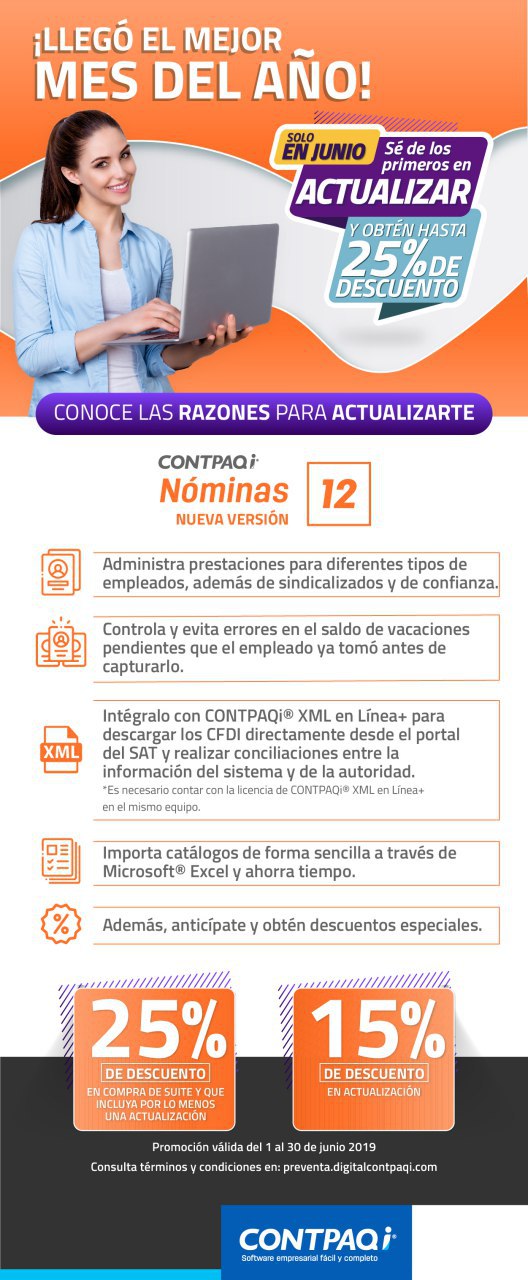 ¡LLEGÓ EL MEJOR
MES DEL AÑO!
SOLO
EN JUNIO
Sé de los
primeros en
ACTUALIZAR
Y OBTÉN HASTA
25% DE
DESCUENTO
CONOCE LAS RAZONES PARA ACTUALIZARTE
CONTPAQi®
Nóminas
NUEVA VERSIÓN
12
Administra prestaciones para diferentes tipos de
empleados, además de sindicalizados y de confianza.
Controla y evita errores en el saldo de vacaciones
pendientes que el empleado ya tomó antes de
capturarlo.
XML
Intégralo con CONTPAQi® XML en Línea+ para
descargar los CFDI directamente desde el portal
del SAT y realizar conciliaciones entre la
información del sistema y de la autoridad.
*Es necesario contar con la licencia de CONTPAQi® XML en Línea+
en el mismo equipo.
Importa catálogos de forma sencilla a través de
Microsoft® Excel y ahorra tiempo.
%
Además, anticípate y obtén descuentos especiales.
25%
DE DESCUENTO
EN COMPRA DE SUITE Y QUE
INCLUYA POR LO MENOS
UNA ACTUALIZACIÓN
15%
DE DESCUENTO
EN ACTUALIZACIÓN
Promoción válida del 1 al 30 de junio 2019
Consulta términos y condiciones en: preventa.digitalcontpaqi.com
CONTPAQi®
Software empresarial fácil y completo